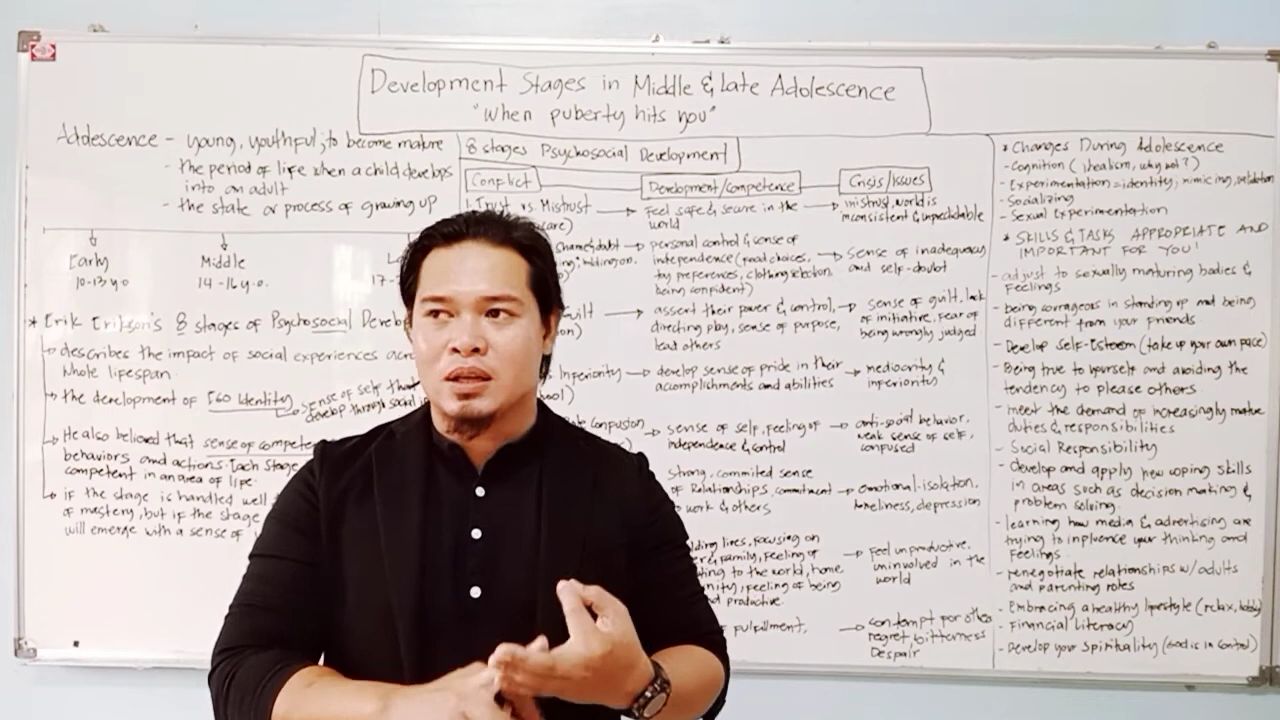 Development Stages in Middle & Late Adolescence
"when puberty hits you"
Adolescence - young, youthful, to become mature
- the period of life when a child develops
into an adult
- the state or process of growing up
Early
10-13 y.o
Middle
14-16 y.o.
17-
* Erik Erikson's 8 stages of Psychosocial Develop
describes the impact of social experiences
whole lifespan.
the development of Ego Identity
sense of self that
develop through social
He also believed that sense of compete
behaviors and actions. Each stage
competent in an area of life.
if the stage is handled well
of mastery, but if the stage
will emerge with a sense of
8 stages Psychosocial Development
Conflict
Development/competence
Crisis/Issues
1. Trust vs. Mistrust
care)
feel safe & secure in the
world
mistrust, world is
inconsistent & unpredictable
shame/doubt
holding on.
personal control & sense of
independence (food choices,
toy preferences, clothing selection,
being confident)
sense of inadequacy
and self-doubt
assert their power & control,
directing play, sense of purpose,
lead others
sense of guilt, lack
of initiative, fear of
being wrongly judged
Inferiority
develop sense of pride in their
accomplishments and abilities
mediocrity &
inferiority
Confusion
sense of self, feeling of
independence & control
anti-social behavior,
weak sense of self,
confused
strong, commited sense
of Relationships, commitment
work & others
emotional-isolation,
loneliness, depression
lives, focusing on
family, feeling of
to the world, home
feeling of being
productive.
feel unproductive,
uninvolved in the
world
fulfillment,
contempt for other
regret, bitterness
Despair
* Changes During Adolescence
- Cognition (idealism, why not?)
- Experimentation = identity, mimicing, validation
- Socializing
- Sexual Experimentation
* SKILLS & TASKS APPROPRIATE AND
IMPORTANT FOR YOU!
- adjust to sexually maturing bodies &
feelings
- being courageous in standing up and being
different from your friends
- Develop self-Esteem (take up your own pace)
- Being true to yourself and avoiding the
tendency to please others
- meet the demand of increasingly mature
duties & responsibilities
- Social Responsibility
- develop and apply new coping skills
in areas such as decision making &
problem solving.
- learning how media & advertising are
trying to influence your thinking and
feelings
- renegotiate relationships w/ adults
and parenting roles
- Embracing a healthy lifestyle (relax, hobby)
- Financial Literacy
- Develop your Spirituality (God is in control)